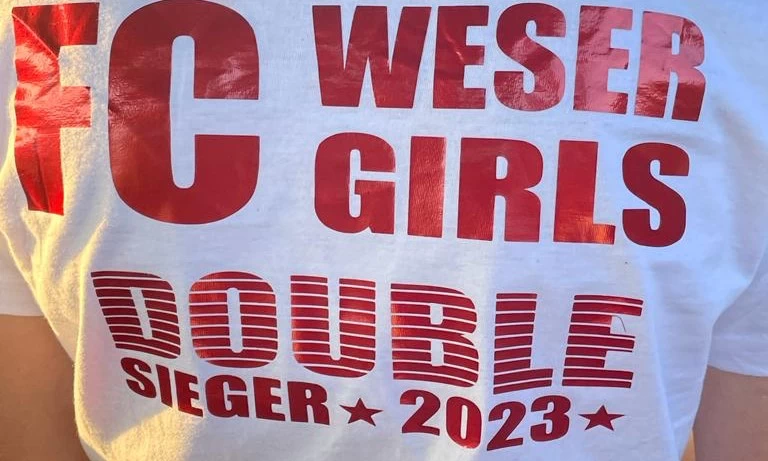 FC WESER
GIRLS
DOUBLE
SIEGER ★ 2023 ★